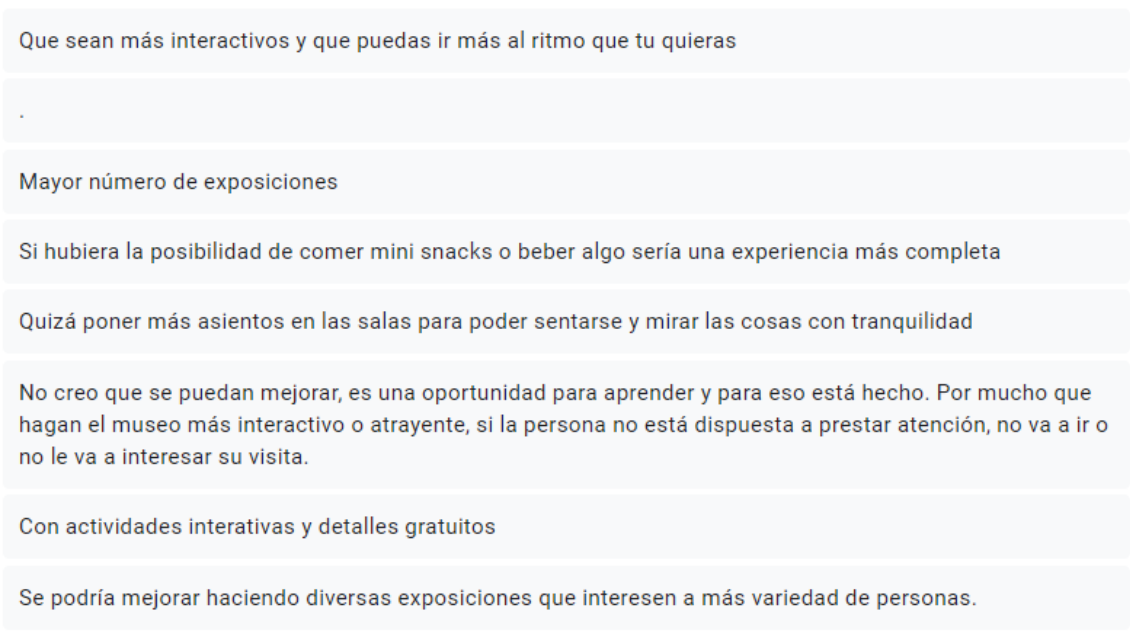 Que sean más interactivos y que puedas ir más al ritmo que tu quieras
.
Mayor número de exposiciones
Si hubiera la posibilidad de comer mini snacks o beber algo sería una experiencia más completa
Quizá poner más asientos en las salas para poder sentarse y mirar las cosas con tranquilidad
No creo que se puedan mejorar, es una oportunidad para aprender y para eso está hecho. Por mucho que
hagan el museo más interactivo o atrayente, si la persona no está dispuesta a prestar atención, no va a ir o
no le va a interesar su visita.
Con actividades interativas y detalles gratuitos
Se podría mejorar haciendo diversas exposiciones que interesen a más variedad de personas.